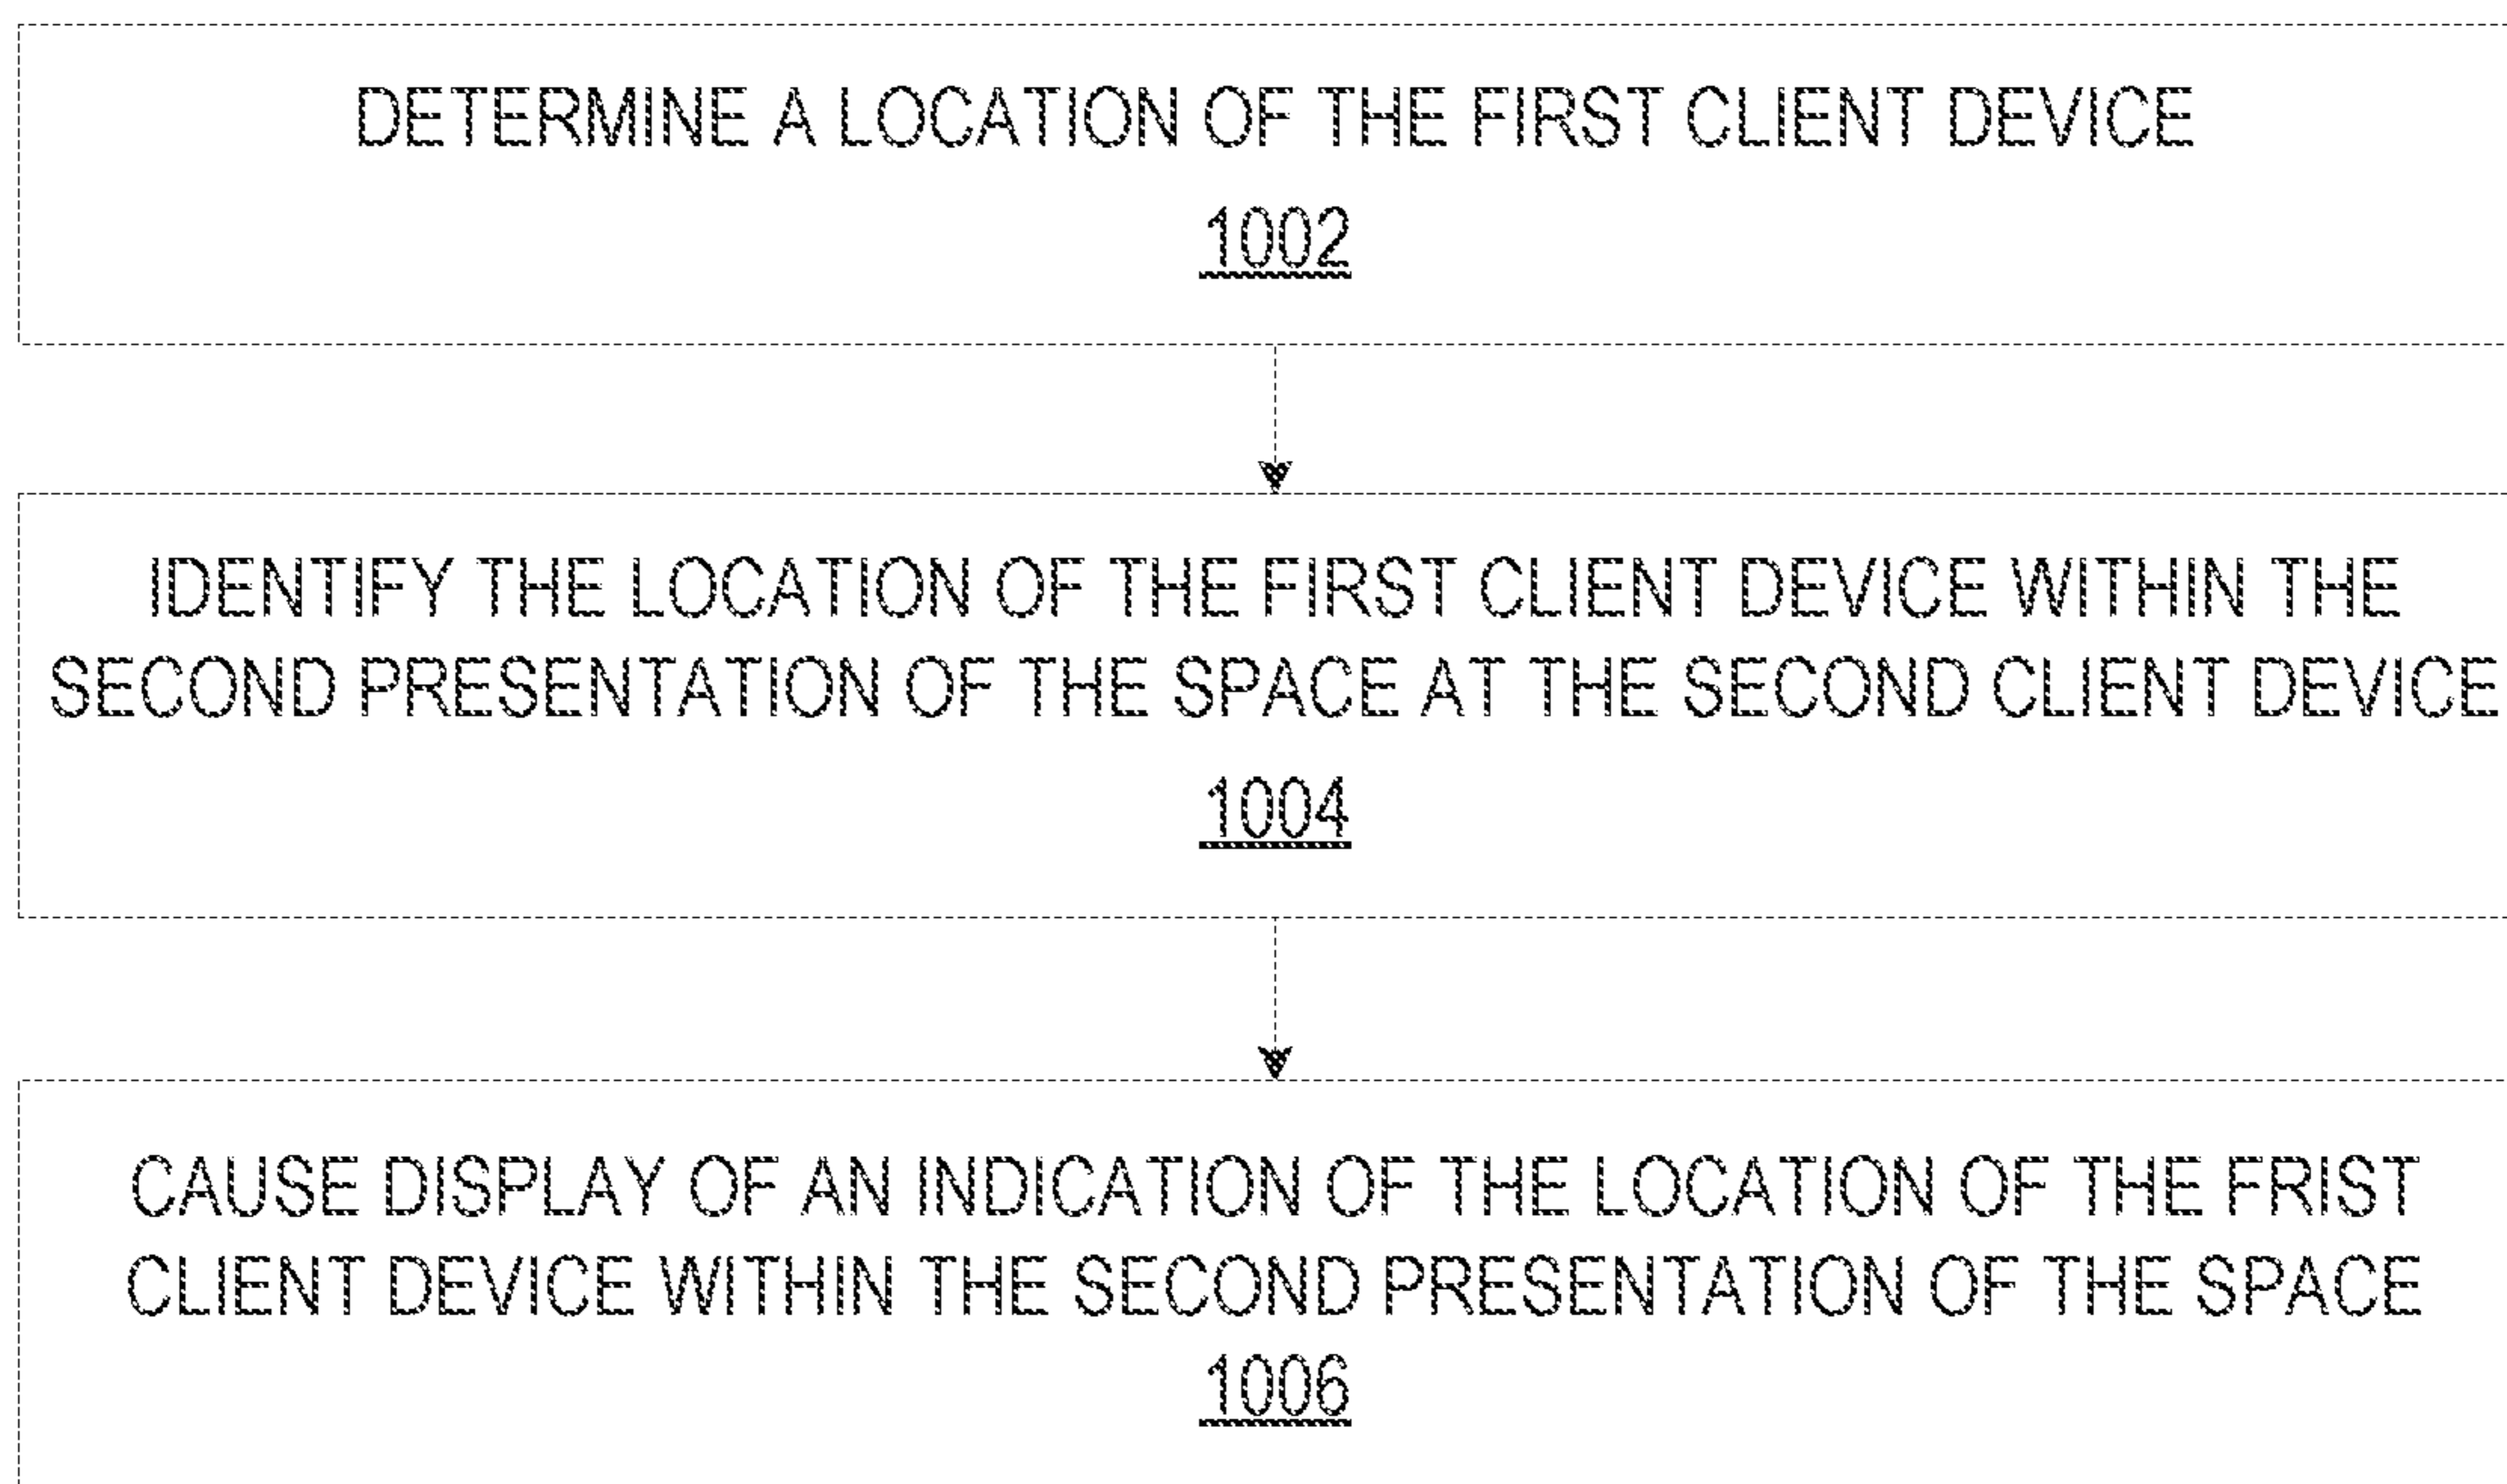 DETERMINE A LOCATION OF THE FIRST CLIENT DEVICE
1002
IDENTIFY THE LOCATION OF THE FIRST CLIENT DEVICE WITHIN THE
SECOND PRESENTATION OF THE SPACE AT THE SECOND CLIENT DEVICE
1004
CAUSE DISPLAY OF AN INDICATION OF THE LOCATION OF THE FRIST
CLIENT DEVICE WITHIN THE SECOND PRESENTATION OF THE SPACE
1006